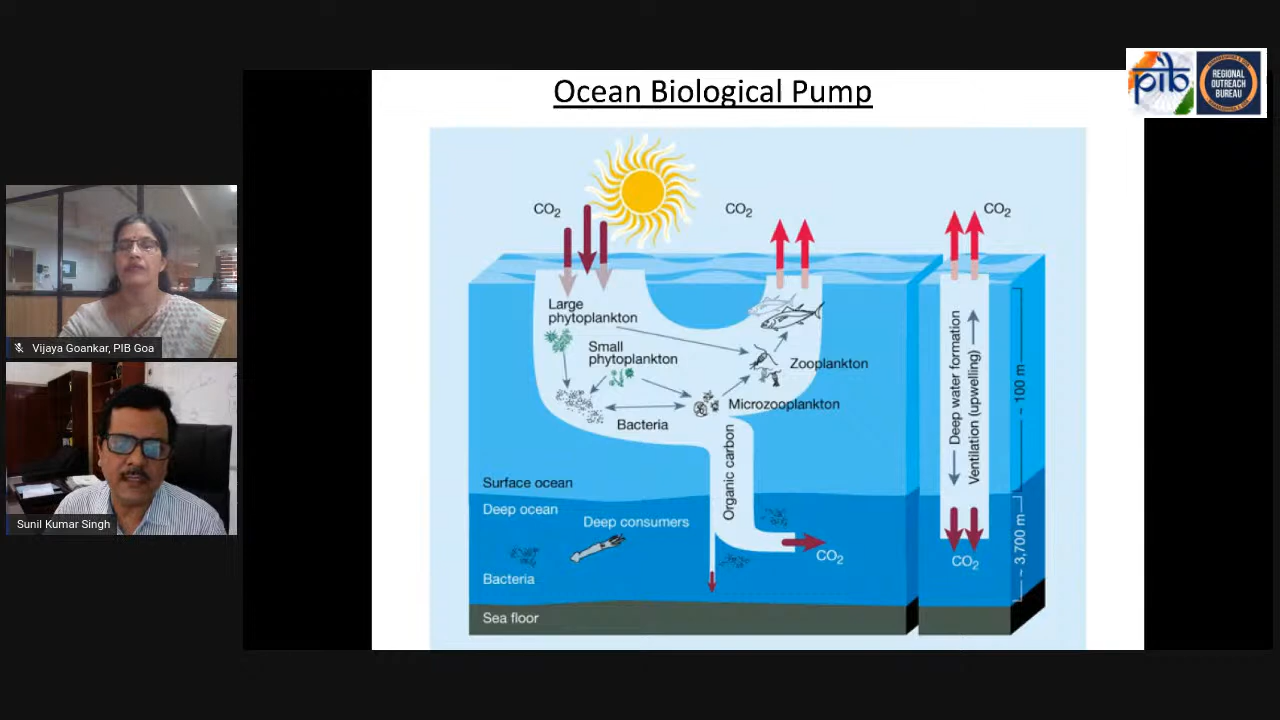 Ocean Biological Pump
pib
REGIONAL
OUTREACH
BUREAU
CO2
CO2
CO2
Large
phytoplankton
Small
phytoplankton
Zooplankton
Microzooplankton
Bacteria
Organic carbon
Deep water formation
Ventilation (upwelling)
~ 100 m
Surface ocean
Deep ocean
Deep consumers
CO2
CO2
~ 3,700 m
Bacteria
Sea floor
Vijaya Goankar, PIB Goa
Sunil Kumar Singh